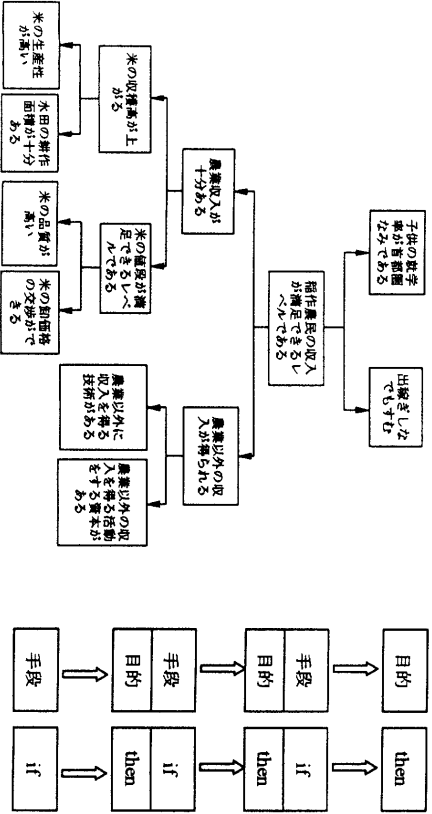 子供の就学
率が首都圏
なみである
出稼ぎしな
でもすむ
稲作農民の収入
が満足できるレ
ベルである
農業収入が
十分ある
農業以外の収
入が得られる
米の収穫高が上
がる
米の値段が満
足できるレベ
ルである
農業以外に
収入を得る
技術がある
農業以外の収
入を得る活動
をする資本が
ある
米の生産性
が高い
水田の耕作
面積が十分
ある
米の品質が
高い
米の卸価格
の交渉がで
きる
目的
手段
目的
手段
目的
手段
then
if
then
if
then
if